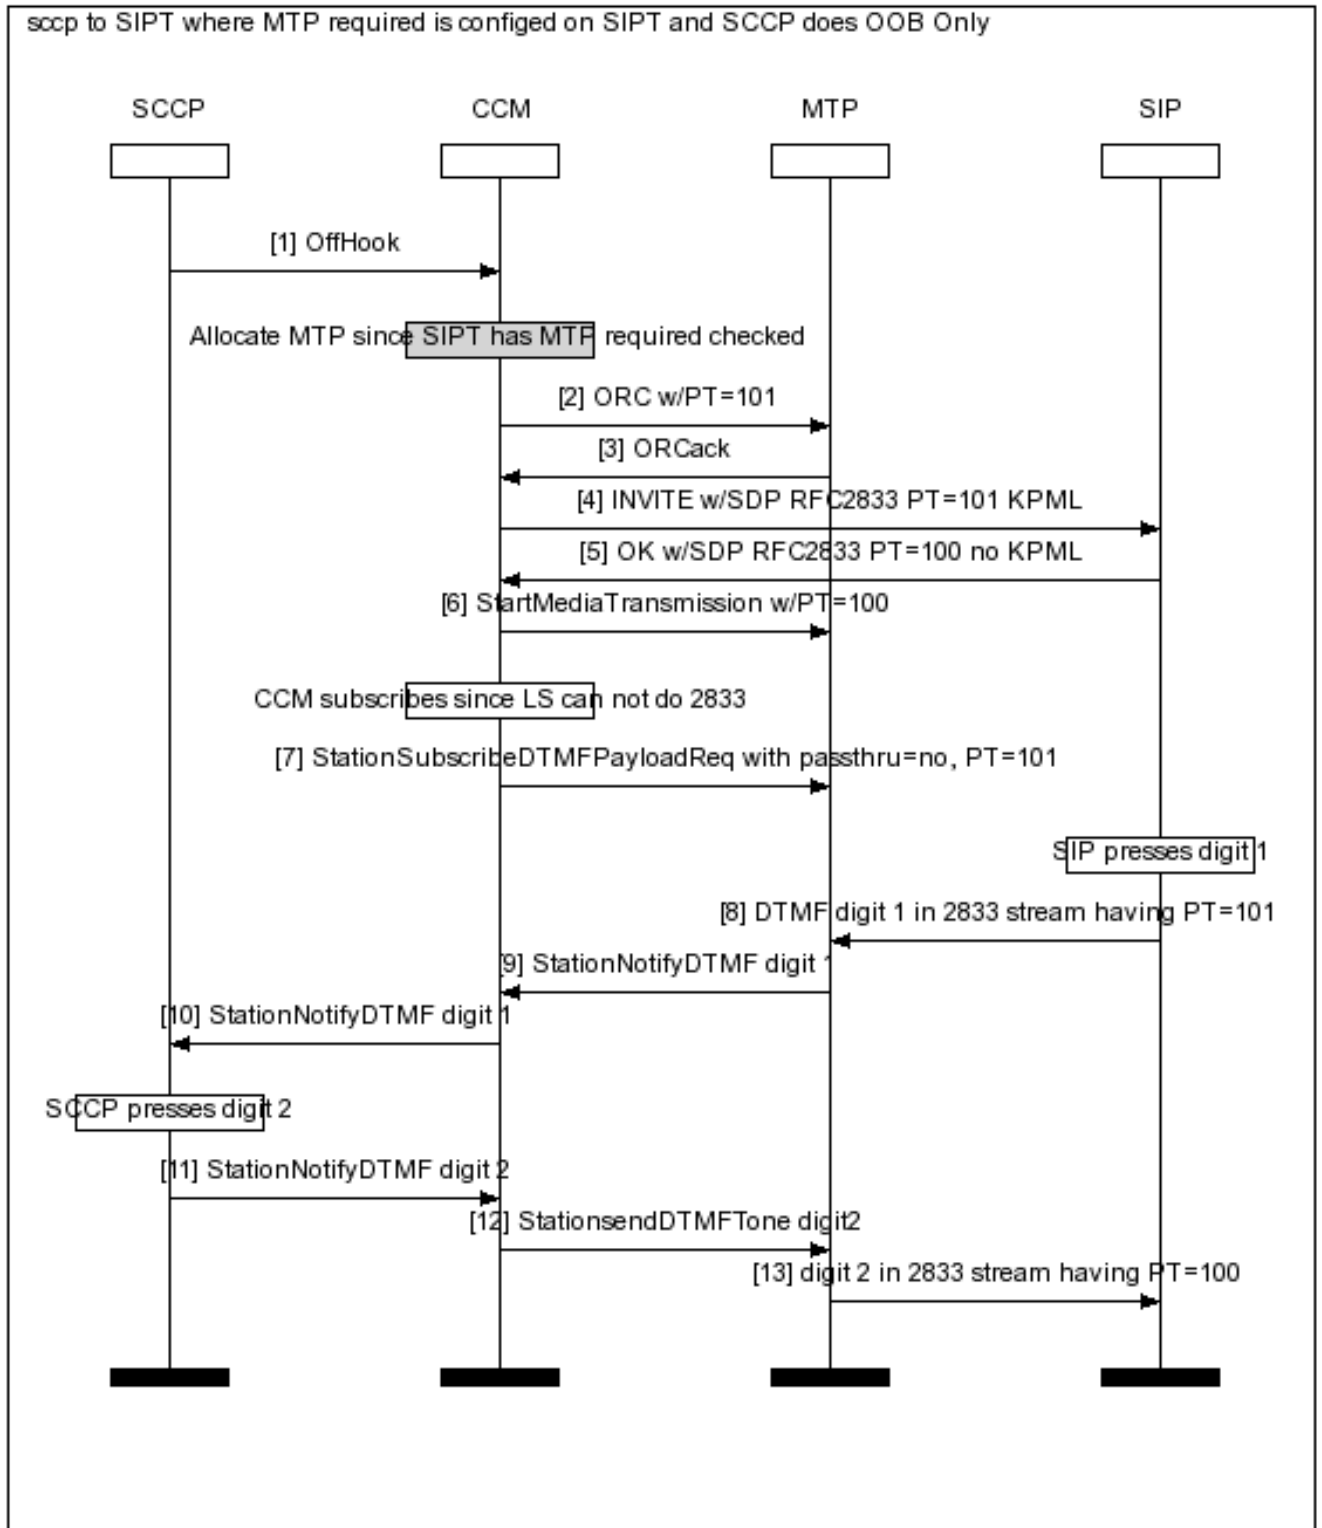 sccp to SIPT where MTP required is configed on SIPT and SCCP does OOB Only
SCCP
CCM
MTP
SIP
[1] OffHook
Allocate MTP since SIPT has MTP required checked
[2] ORC w/PT=101
[3] ORCack
[4] INVITE w/SDP RFC2833 PT=101 KPML
[5] OK w/SDP RFC2833 PT=100 no KPML
[6] StartMediaTransmission w/PT=100
CCM subscribes since LS can not do 2833
[7] StationSubscribeDTMFPayloadReq with passthru=no, PT=101
SIP presses digit 1
[8] DTMF digit 1 in 2833 stream having PT=101
[9] StationNotifyDTMF digit 1
[10] StationNotifyDTMF digit 1
SCCP presses digit 2
[11] StationNotifyDTMF digit 2
[12] StationsendDTMFTone digit2
[13] digit 2 in 2833 stream having PT=100